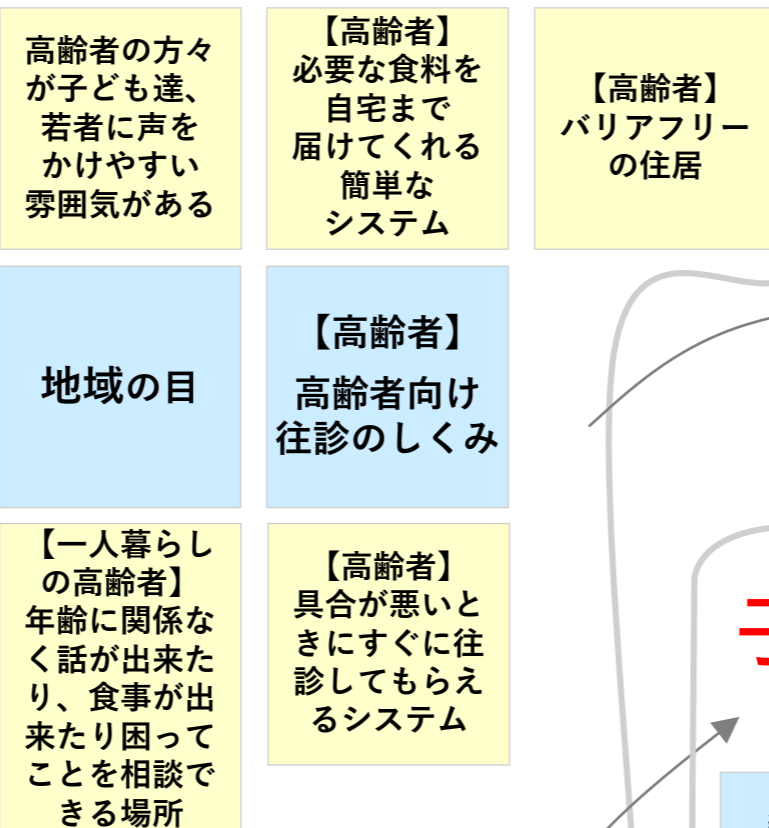 高齢者の方々
が子ども達、
若者に声を
かけやすい
雰囲気がある
【高齢者】
必要な食料を
自宅まで
届けてくれる
簡単な
システム
【高齢者】
バリアフリー
の住居
地域の目
【高齢者】
高齢者向け
往診のしくみ
【一人暮らし
の高齢者】
年齢に関係な
く話が出来た
り、食事が出
来たり困って
ことを相談で
きる場所
【高齢者】
具合が悪いと
きにすぐに往
診してもらえ
るシステム